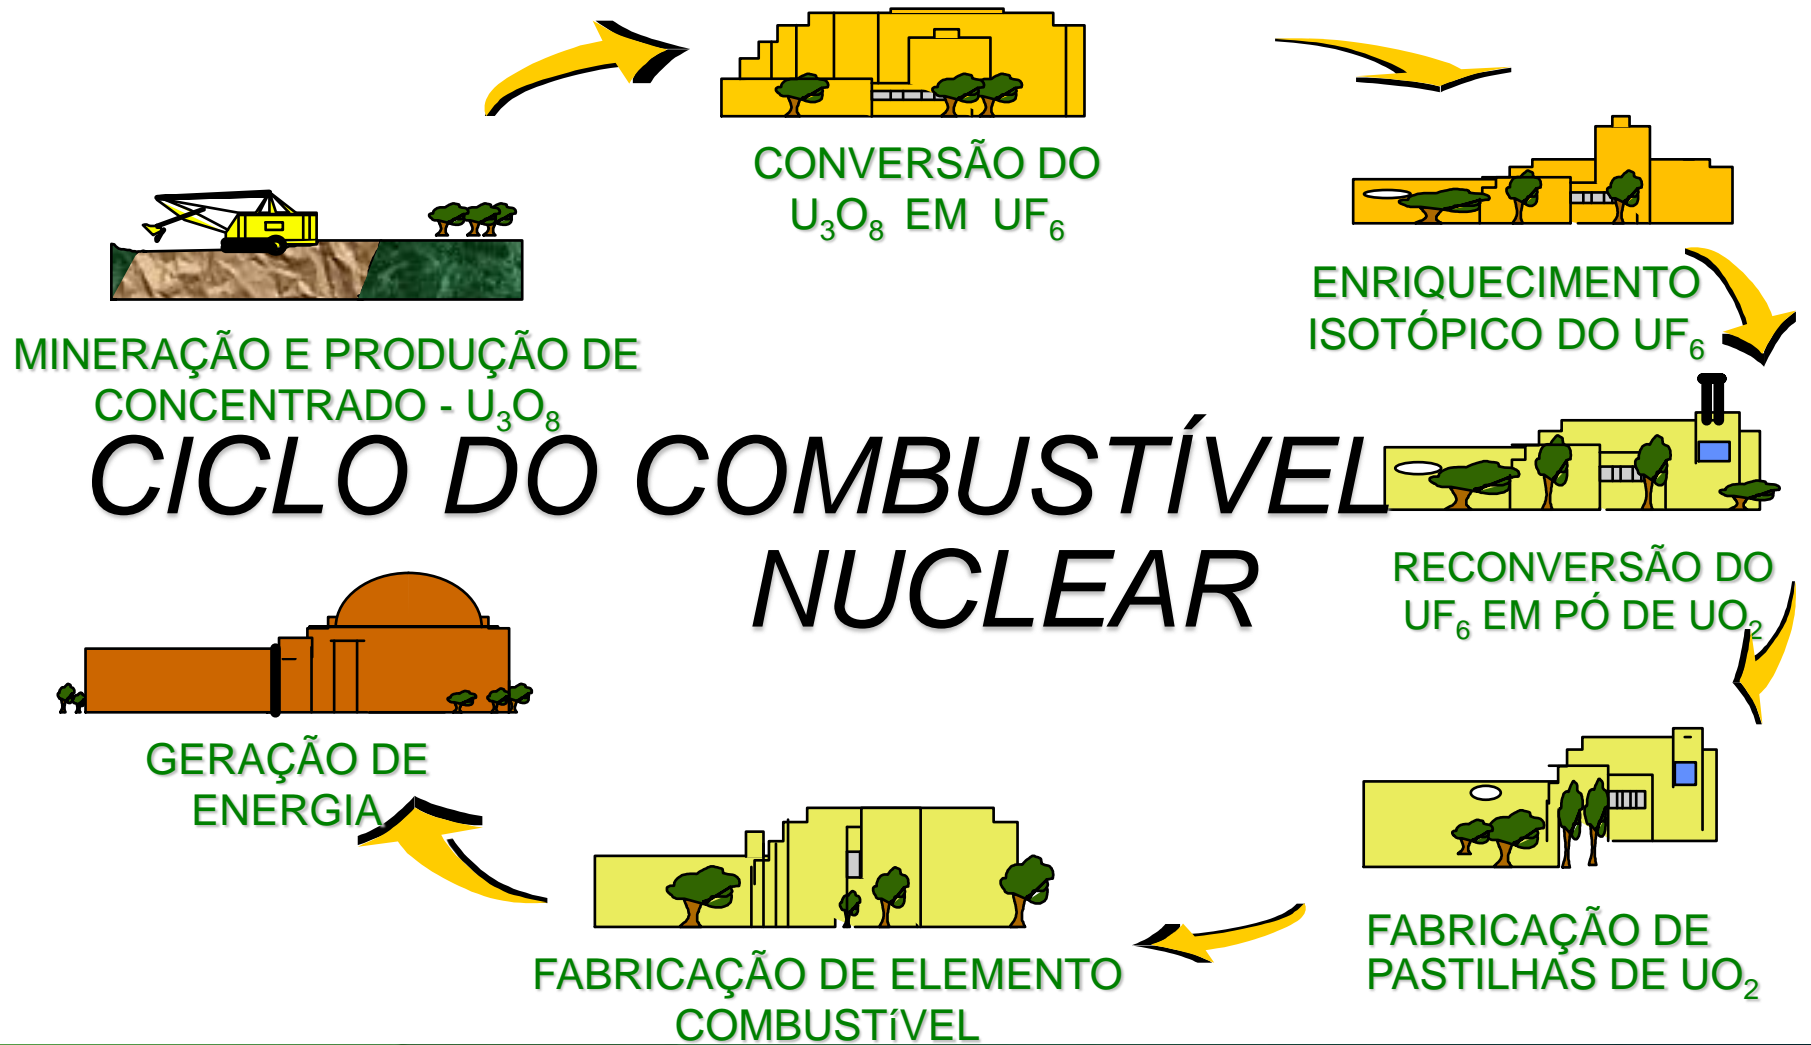 CONVERSÃO DO
U₃O₈ EM UF₆
ENRIQUECIMENTO
ISOTÓPICO DO UF₆
MINERAÇÃO E PRODUÇÃO DE
CONCENTRADO - U₃O₈
CICLO DO COMBUSTÍVEL
NUCLEAR
RECONVERSÃO DO
UF₆ EM PÓ DE UO₂
GERAÇÃO DE
ENERGIA
FABRICAÇÃO DE
PASTILHAS DE UO₂
FABRICAÇÃO DE ELEMENTO
COMBUSTíVEL